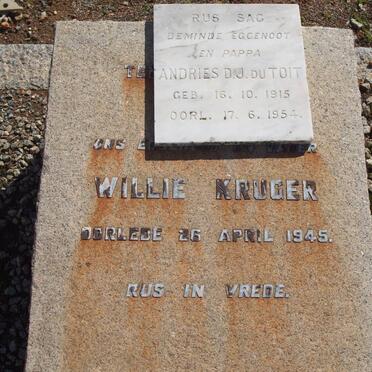 RUS SAG
BEMINDE EGGENOOT
EN PAPPA
ANDRIES D.J. DU TOIT
GEB. 16. 10. 1915
OORL. 17. 6. 1954.
ONS
WILLIE KRUGER
OORLEDE 26 APRIL 1945.
RUS IN VREDE.